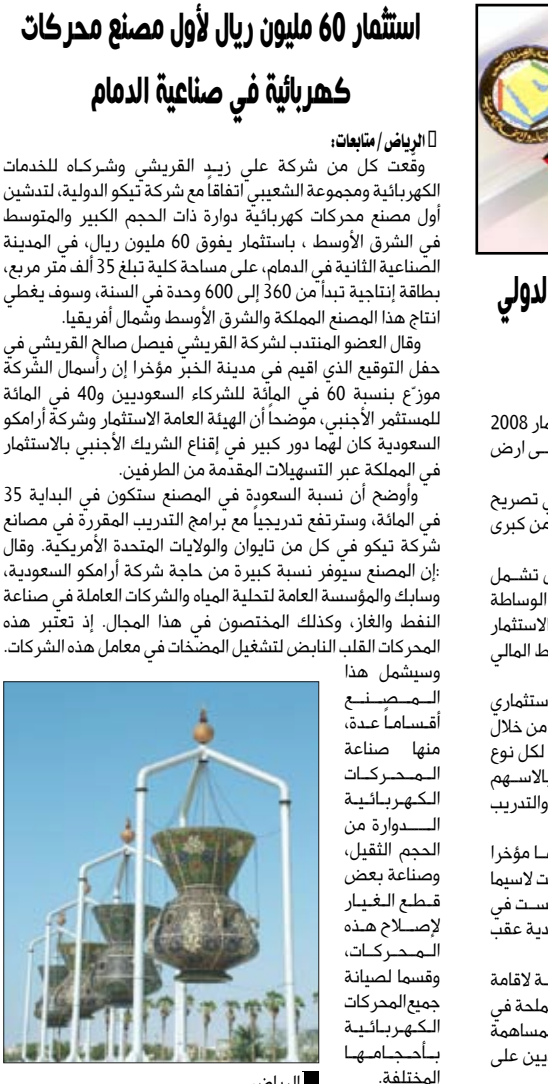 استثمار 60 مليون ريال لأول مصنع محركات
كهربائية في صناعية الدمام
الرياض / متابعات:
وقعت كل من شركة علي زيد القريشي وشركاه للخدمات
الكهربائية ومجموعة الشعيبي اتفاقاً مع شركة تيكو الدولية، لتدشين
أول مصنع محركات كهربائية دوارة ذات الحجم الكبير والمتوسط
في الشرق الأوسط ، باستثمار يفوق 60 مليون ريال، في المدينة
الصناعية الثانية في الدمام، على مساحة كلية تبلغ 35 ألف متر مربع،
بطاقة إنتاجية تبدأ من 360 إلى 600 وحدة في السنة، وسوف يغطي
انتاج هذا المصنع المملكة والشرق الأوسط وشمال أفريقيا.
وقال العضو المنتدب لشركة القريشي فيصل صالح القريشي في
حفل التوقيع الذي اقيم في مدينة الخبر مؤخرا إن رأسمال الشركة
موزّع بنسبة 60 في المائة للشركاء السعوديين و40 في المائة
للمستثمر الأجنبي، موضحاً أن الهيئة العامة الاستثمار وشركة أرامكو
السعودية كان لهما دور كبير في إقناع الشريك الأجنبي بالاستثمار
في المملكة عبر التسهيلات المقدمة من الطرفين.
وأوضح أن نسبة السعودة في المصنع ستكون في البداية 35
في المائة، وسترتفع تدريجياً مع برامج التدريب المقررة في مصانع
شركة تيكو في كل من تايوان والولايات المتحدة الأمريكية. وقال
:إن المصنع سيوفر نسبة كبيرة من حاجة شركة أرامكو السعودية،
وسابك والمؤسسة العامة لتحلية المياه والشركات العاملة في صناعة
النفط والغاز، وكذلك المختصون في هذا المجال. إذ تعتبر هذه
المحركات القلب النابض لتشغيل المضخات في معامل هذه الشركات.
وسيشمل هذا
المصنع
أقساماً عدة،
منها صناعة
المحركات
الكهربائية
الدوارة من
الحجم الثقيل،
وصناعة بعض
قطع الغيار
لإصلاح هذه
المحركات،
وقسما لصيانة
جميع المحركات
الكهربائية
بأحجامها
المختلفة.
الدولي
2008
ى ارض
تصريح
من كبرى
تشمل
الوساطة
الاستثمار
المالي
ستثماري
من خلال
لكل نوع
بالاسهم
والتدريب
مؤخرا
لاسيما
في
عقب
لاقامة
ملحة في
على